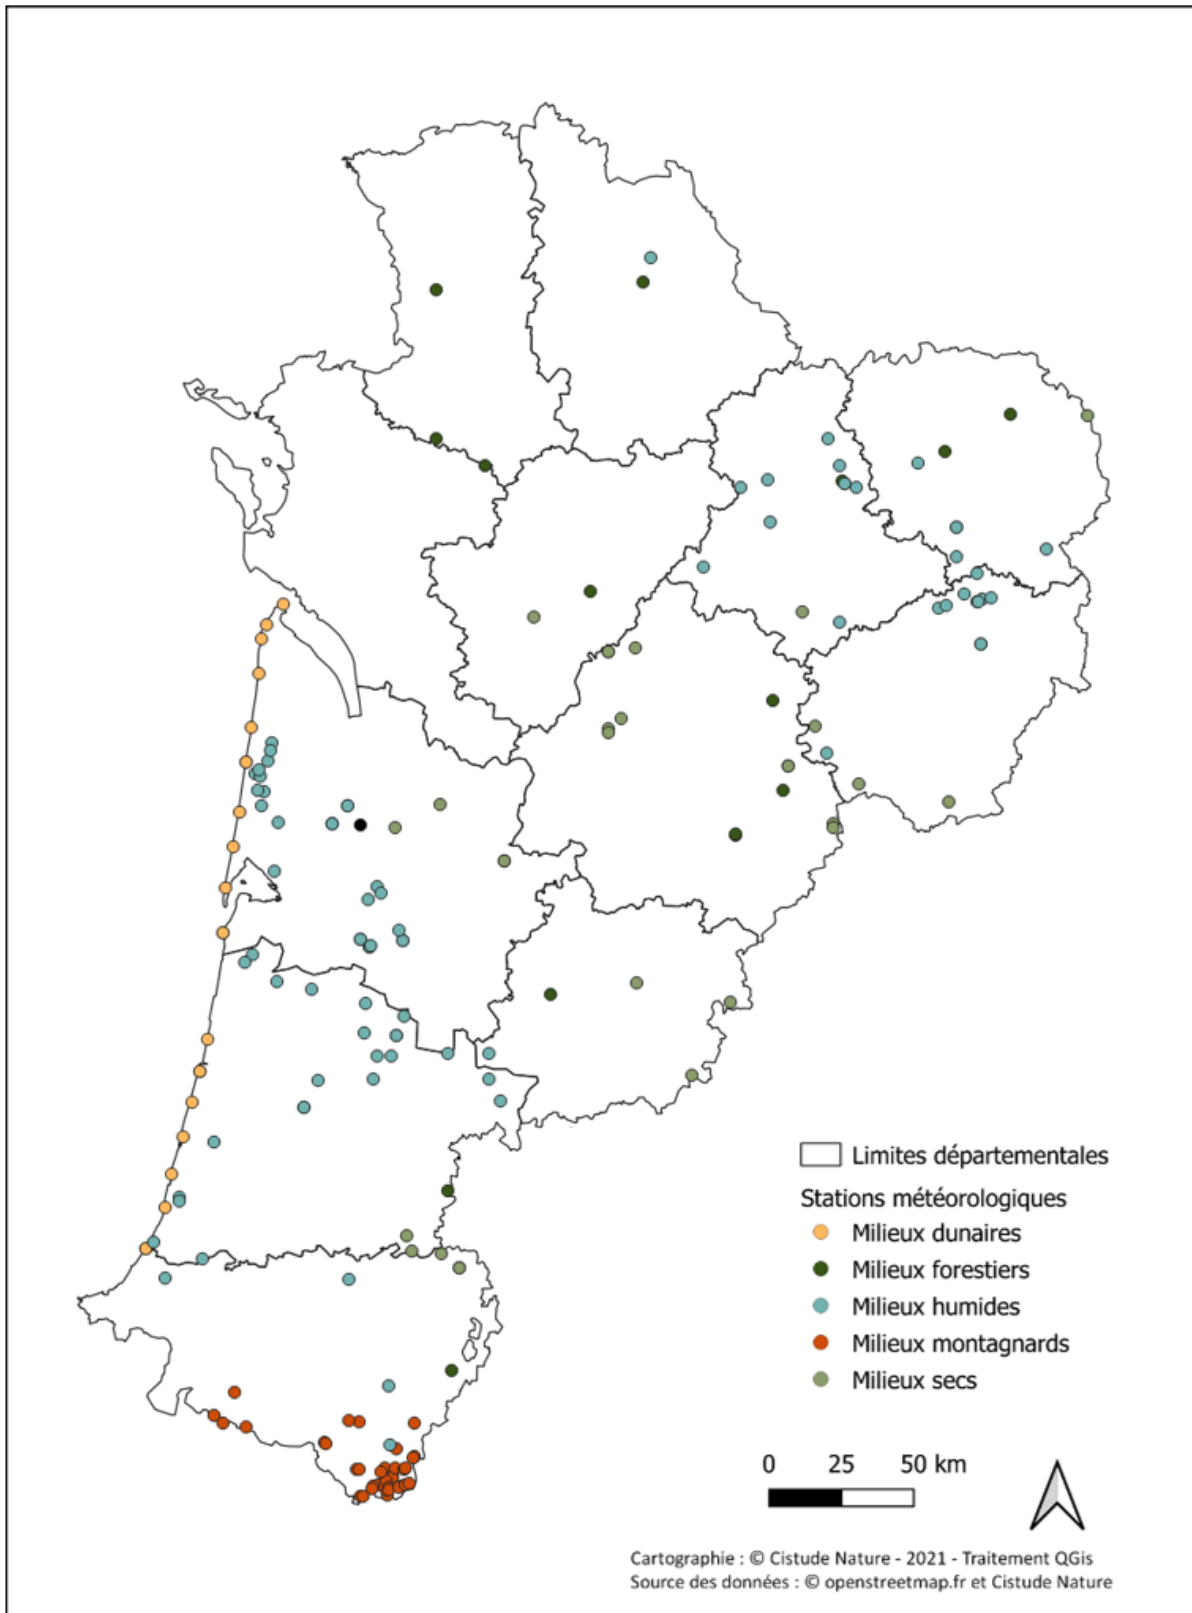 Limites départementales
Stations météorologiques
Milieux dunaires
Milieux forestiers
Milieux humides
Milieux montagnards
Milieux secs
0 25 50 km
Cartographie : © Cistude Nature - 2021 - Traitement QGis
Source des données : © openstreetmap.fr et Cistude Nature